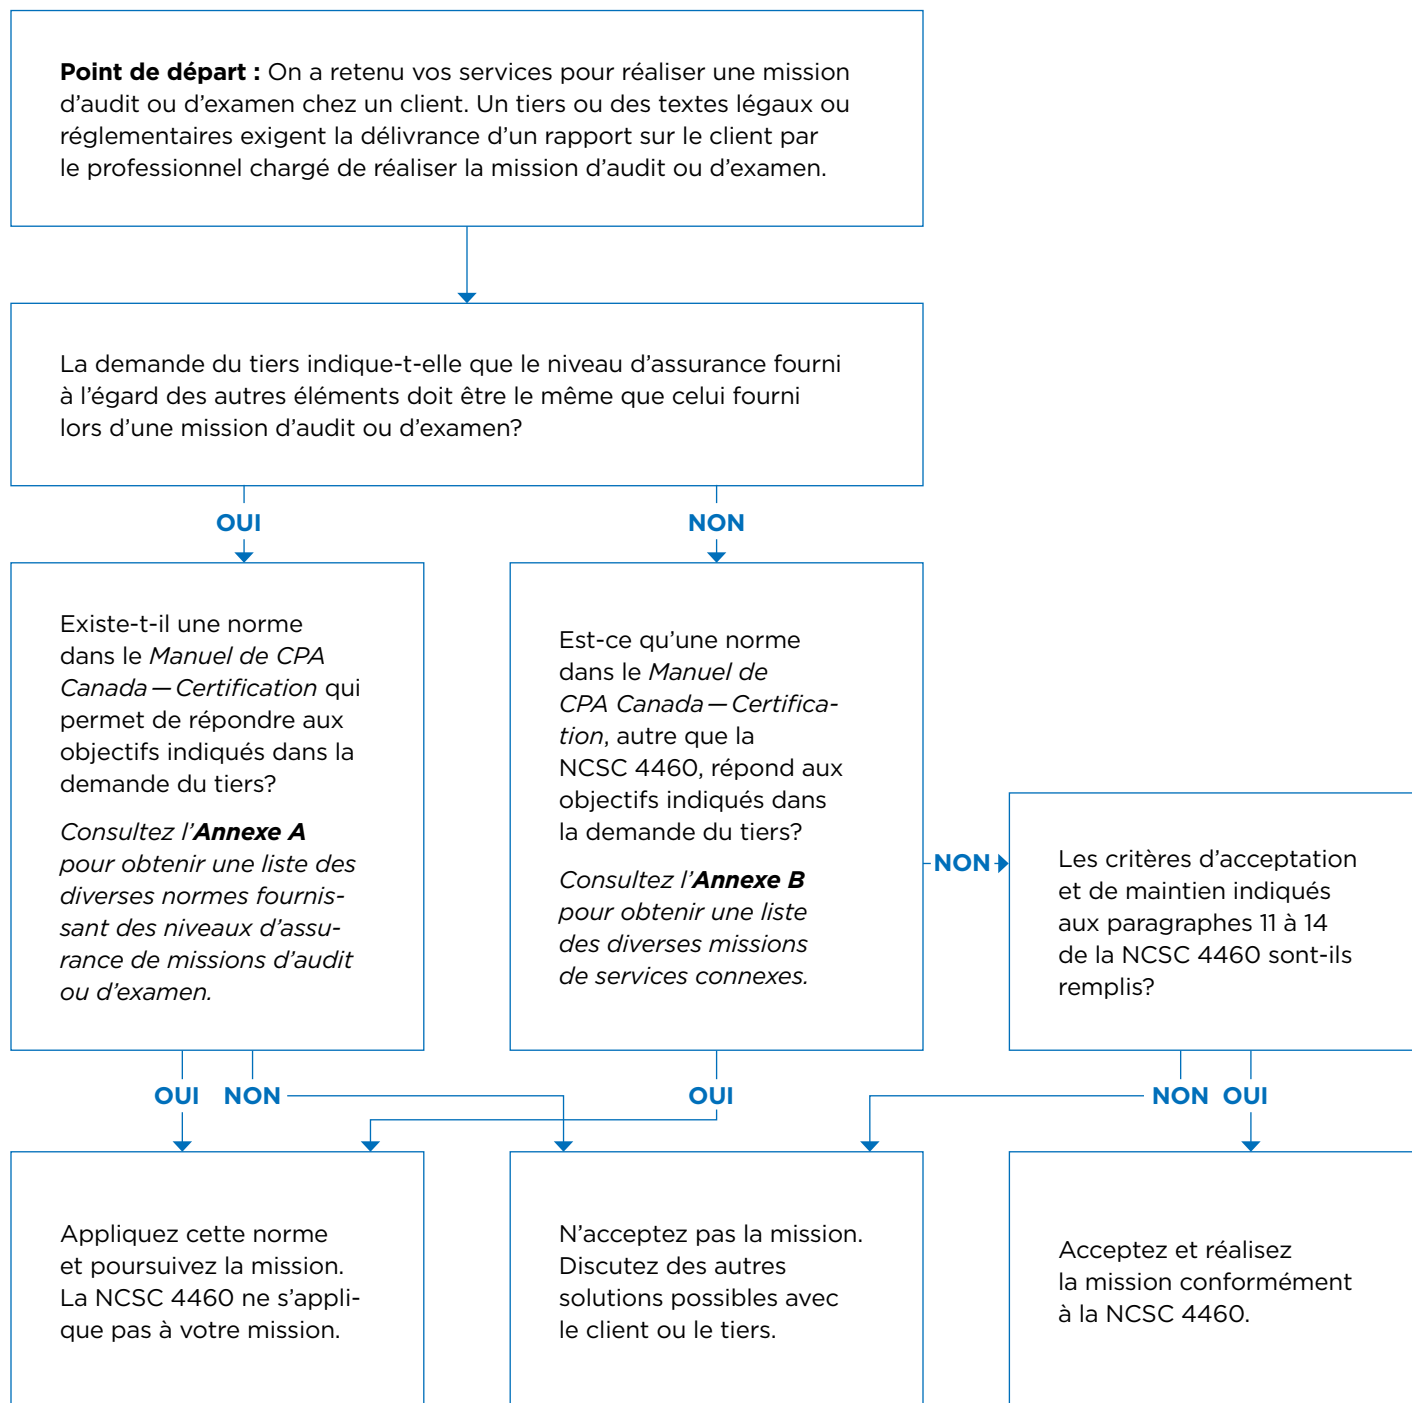 Point de départ : On a retenu vos services pour réaliser une mission
d’audit ou d’examen chez un client. Un tiers ou des textes légaux ou
réglementaires exigent la délivrance d’un rapport sur le client par
le professionnel chargé de réaliser la mission d’audit ou d’examen.
La demande du tiers indique-t-elle que le niveau d’assurance fourni
à l’égard des autres éléments doit être le même que celui fourni
lors d’une mission d’audit ou d’examen?
OUI
NON
Existe-t-il une norme
dans le Manuel de CPA
Canada — Certification qui
permet de répondre aux
objectifs indiqués dans la
demande du tiers?
Consultez l’Annexe A
pour obtenir une liste des
diverses normes fournis-
sant des niveaux d’assu-
rance de missions d’audit
ou d’examen.
Est-ce qu’une norme
dans le Manuel de
CPA Canada — Certifica-
tion, autre que la
NCSC 4460, répond aux
objectifs indiqués dans
la demande du tiers?
Consultez l’Annexe B
pour obtenir une liste
des diverses missions
de services connexes.
NON
Les critères d’acceptation
et de maintien indiqués
aux paragraphes 11 à 14
de la NCSC 4460 sont-ils
remplis?
OUI
NON
OUI
NON
OUI
Appliquez cette norme
et poursuivez la mission.
La NCSC 4460 ne s’appli-
que pas à votre mission.
N’acceptez pas la mission.
Discutez des autres
solutions possibles avec
le client ou le tiers.
Acceptez et réalisez
la mission conformément
à la NCSC 4460.